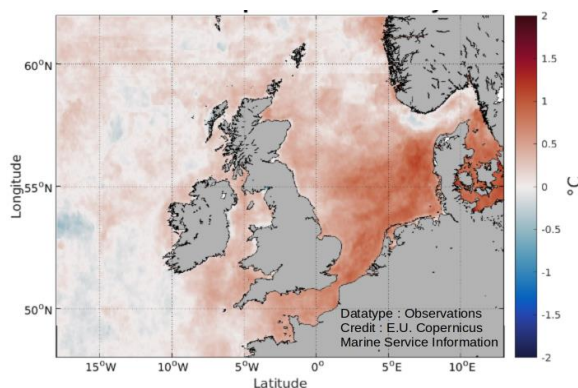 60°N
55°N
50°N
Longitude
15°W
10°W
5°W
0°
5°E
10°E
Latitude
2
1.5
1
0.5
0
-0.5
-1
-1.5
-2
°C
Datatype : Observations
Credit : E.U. Copernicus
Marine Service Information